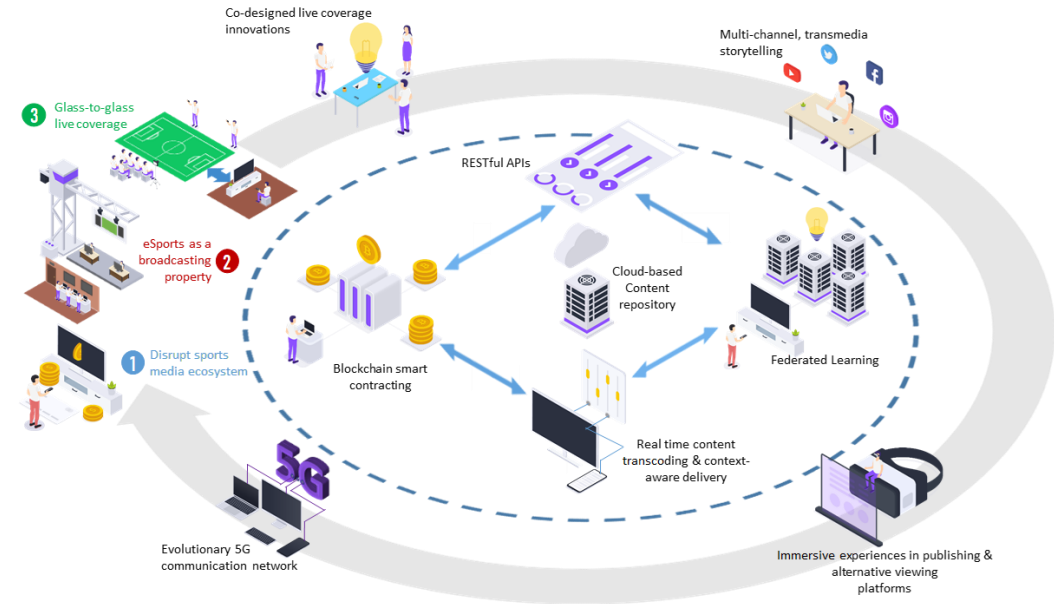 Co-designed live coverage
innovations
Multi-channel, transmedia
storytelling
3
Glass-to-glass
live coverage
RESTful APIs
eSports as a
broadcasting
property
2
Cloud-based
Content
repository
1
Disrupt sports
media ecosystem
Blockchain smart
contracting
Federated Learning
Real time content
transcoding & context-
aware delivery
5G
Evolutionary 5G
communication network
Immersive experiences in publishing &
alternative viewing
platforms